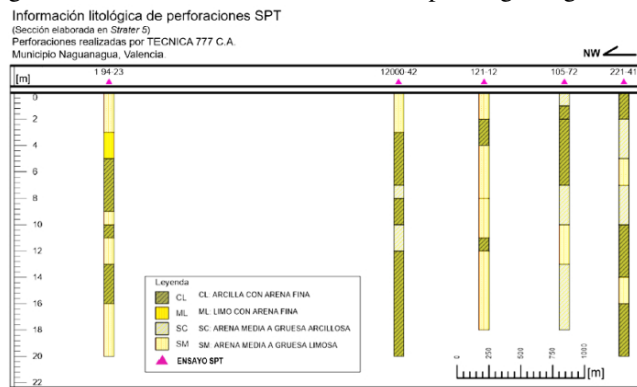 Información litológica de perforaciones SPT
(Sección elaborada en Strater 5)
Perforaciones realizadas por TECNICA 777 C.A.
Municipio Naguanagua, Valencia.
NW
[m] 1 94-23 12000-42 121-12 105-72 221-41
0
2
4
6
8
10
12
14
16
18
20
22
Leyenda
CL CL: ARCILLA CON ARENA FINA
ML ML: LIMO CON ARENA FINA
SC SC: ARENA MEDIA A GRUESA ARCILLOSA
SM SM: ARENA MEDIA A GRUESA LIMOSA
ENSAYO SPT
0 250 500 750 1000
[m]